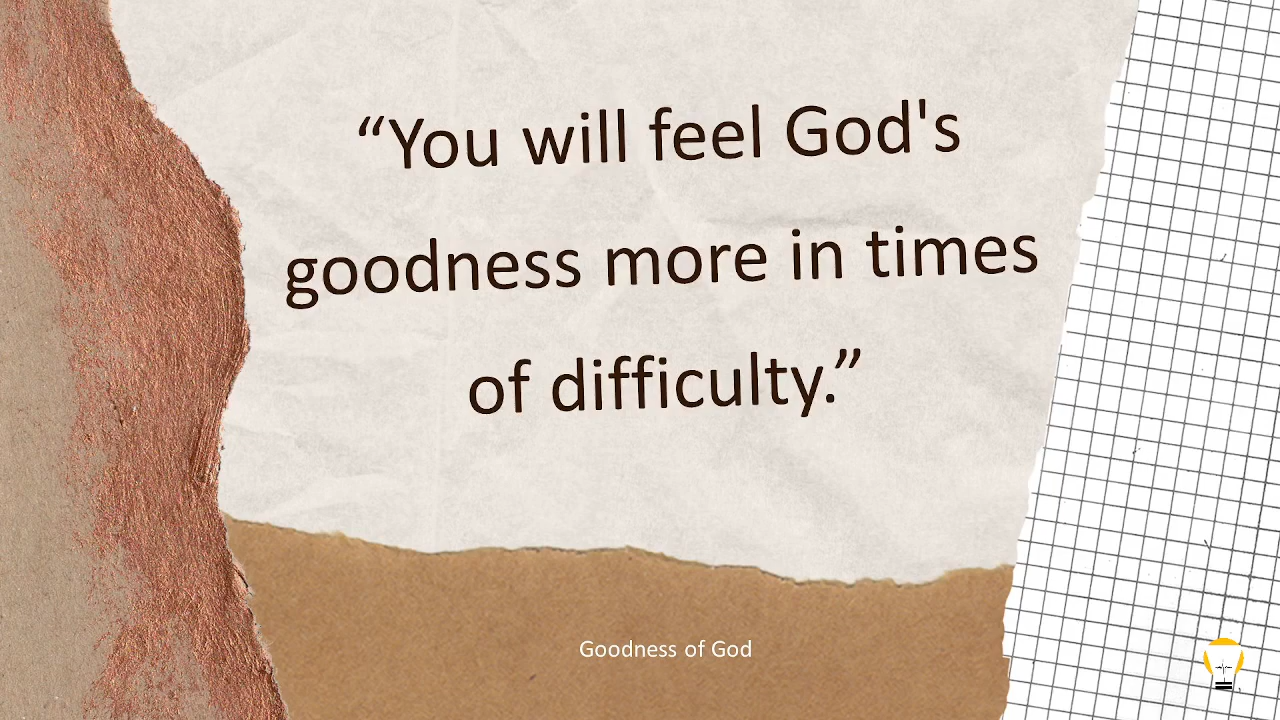 “You will feel God's
goodness more in times
of difficulty.”
Goodness of God